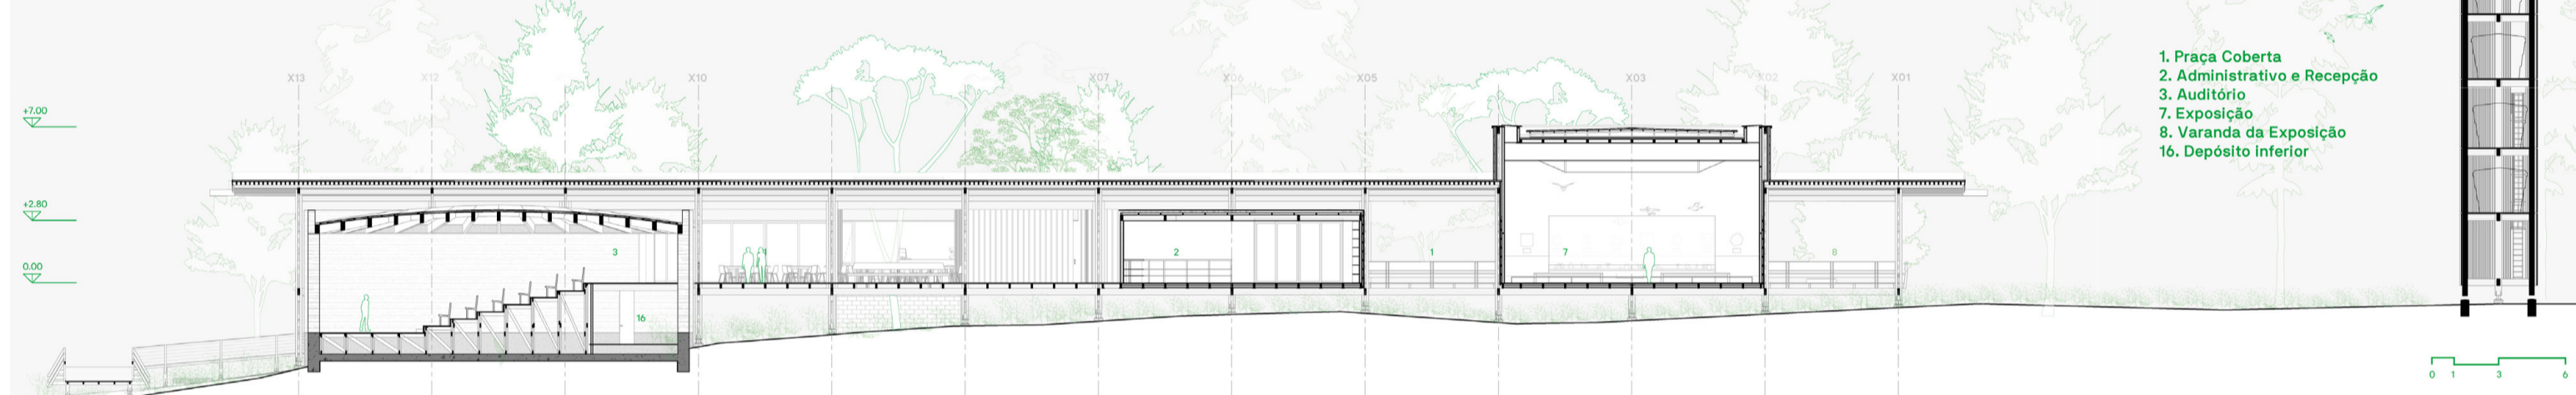 X13
X12
X10
X07
X06
X05
X03
X02
X01
1. Praça Coberta
2. Administrativo e Recepção
3. Auditório
7. Exposição
8. Varanda da Exposição
16. Depósito inferior
+7.00
+2.80
0.00
3
2
1
7
8
16
0 1 3 6